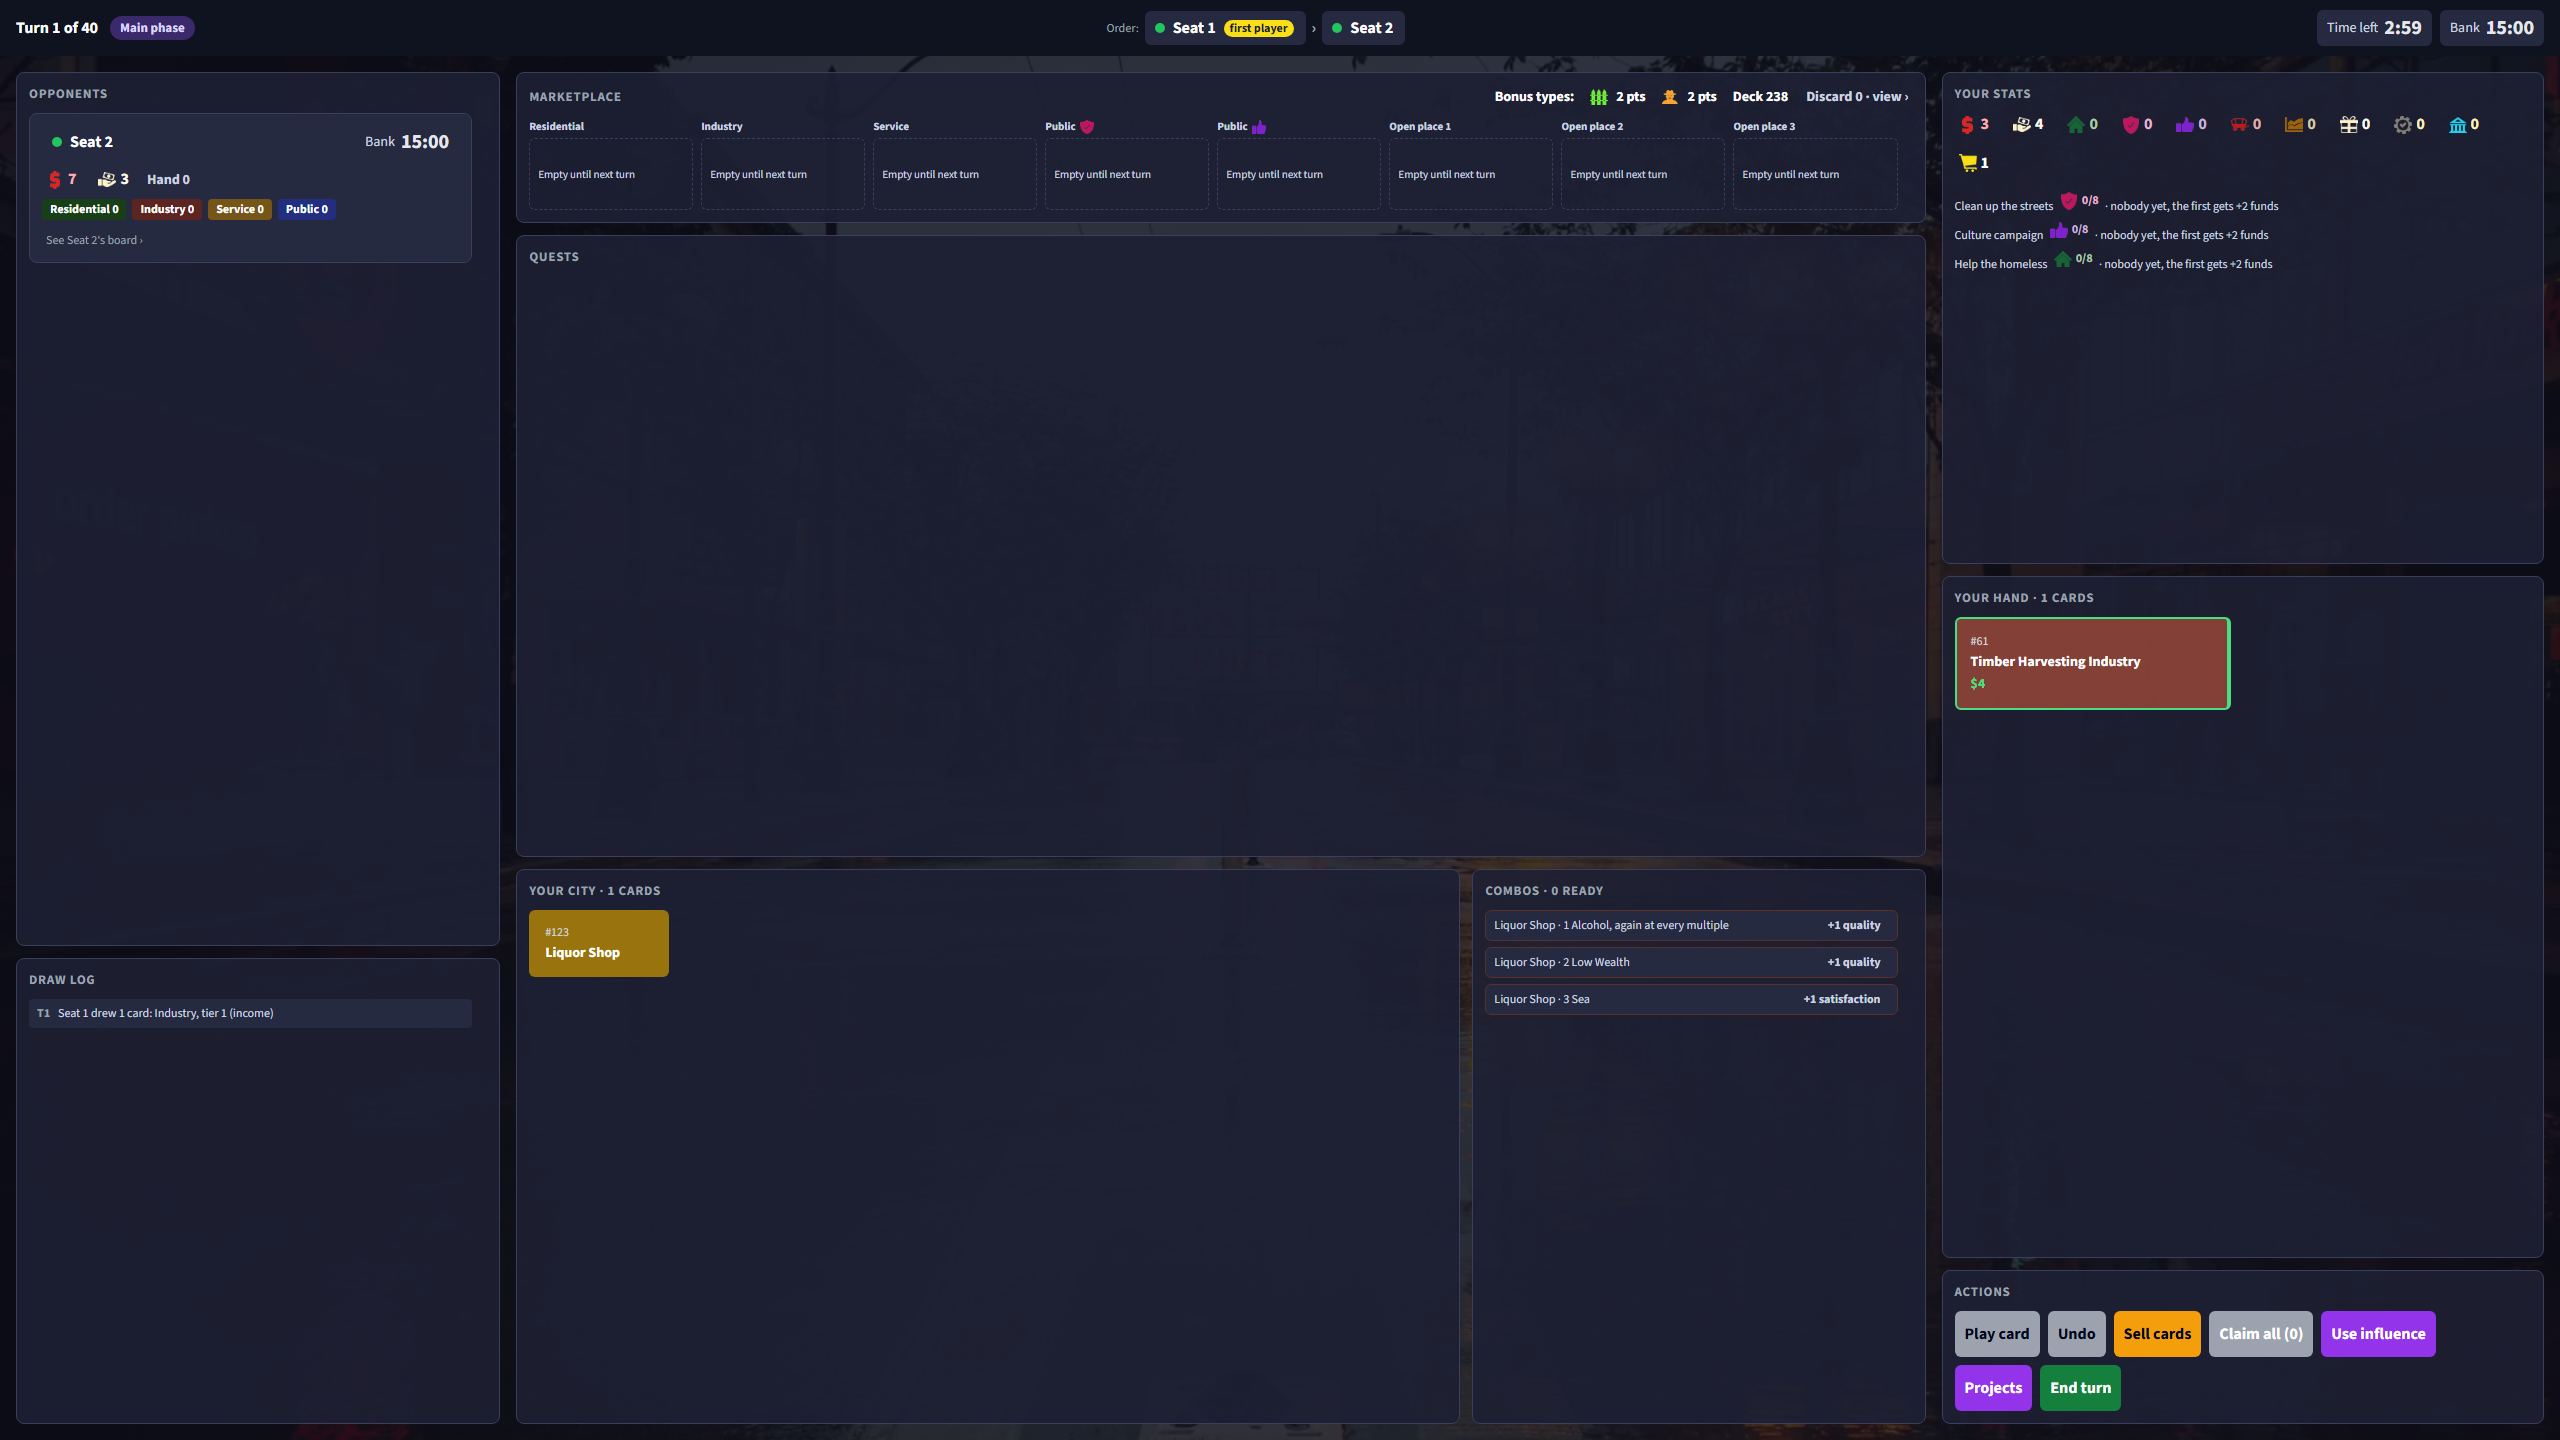 Turn 1 of 40 Main phase
Order: Seat 1 first player › Seat 2
Time left 2:59 Bank 15:00
OPPONENTS
Seat 2 Bank 15:00
7 3 Hand 0
Residential 0 Industry 0 Service 0 Public 0
See Seat 2's board ›
DRAW LOG
T1 Seat 1 drew 1 card: Industry, tier 1 (income)
MARKETPLACE Bonus types: 2 pts 2 pts Deck 238 Discard 0 · view ›
Residential Industry Service Public Public Open place 1 Open place 2 Open place 3
Empty until next turn Empty until next turn Empty until next turn Empty until next turn Empty until next turn Empty until next turn Empty until next turn Empty until next turn
QUESTS
YOUR CITY · 1 CARDS
#123
Liquor Shop
COMBOS · 0 READY
Liquor Shop · 1 Alcohol, again at every multiple +1 quality
Liquor Shop · 2 Low Wealth +1 quality
Liquor Shop · 3 Sea +1 satisfaction
YOUR STATS
3 4 0 0 0 0 0 0 0 0
1
Clean up the streets 0/8 · nobody yet, the first gets +2 funds
Culture campaign 0/8 · nobody yet, the first gets +2 funds
Help the homeless 0/8 · nobody yet, the first gets +2 funds
YOUR HAND · 1 CARDS
#61
Timber Harvesting Industry
$4
ACTIONS
Play card Undo Sell cards Claim all (0) Use influence
Projects End turn